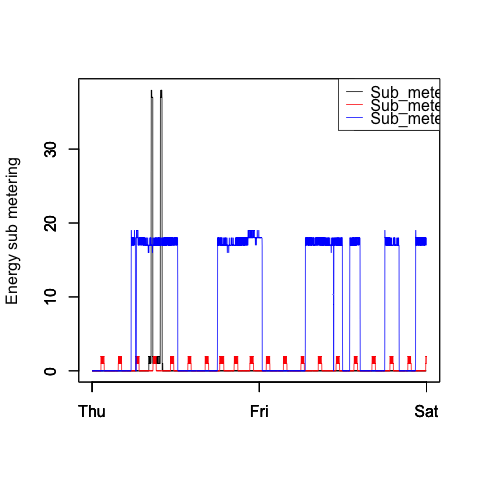 Sub_mete
Sub_mete
Sub_mete
Energy sub metering
30
20
10
0
Thu Fri Sat